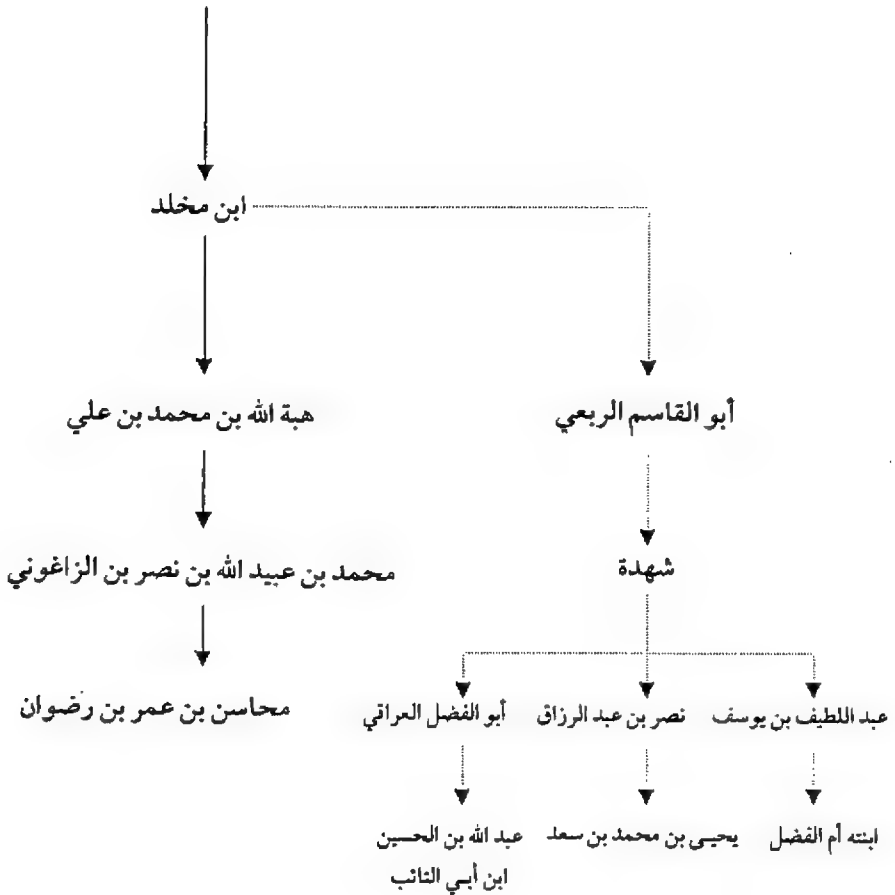 ابن مخلد
أبو القاسم الربعي
هبة الله بن محمد بن علي
شهدة
محمد بن عبيد الله بن نصر بن الزاغوني
عبد اللطيف بن يوسف
نصر بن عبد الرزاق
أبو الفضل العراقي
محاسن بن عمر بن رضوان
ابنته أم الفضل
يحيى بن محمد بن سعد
عبد الله بن الحسين
ابن أبي التائب